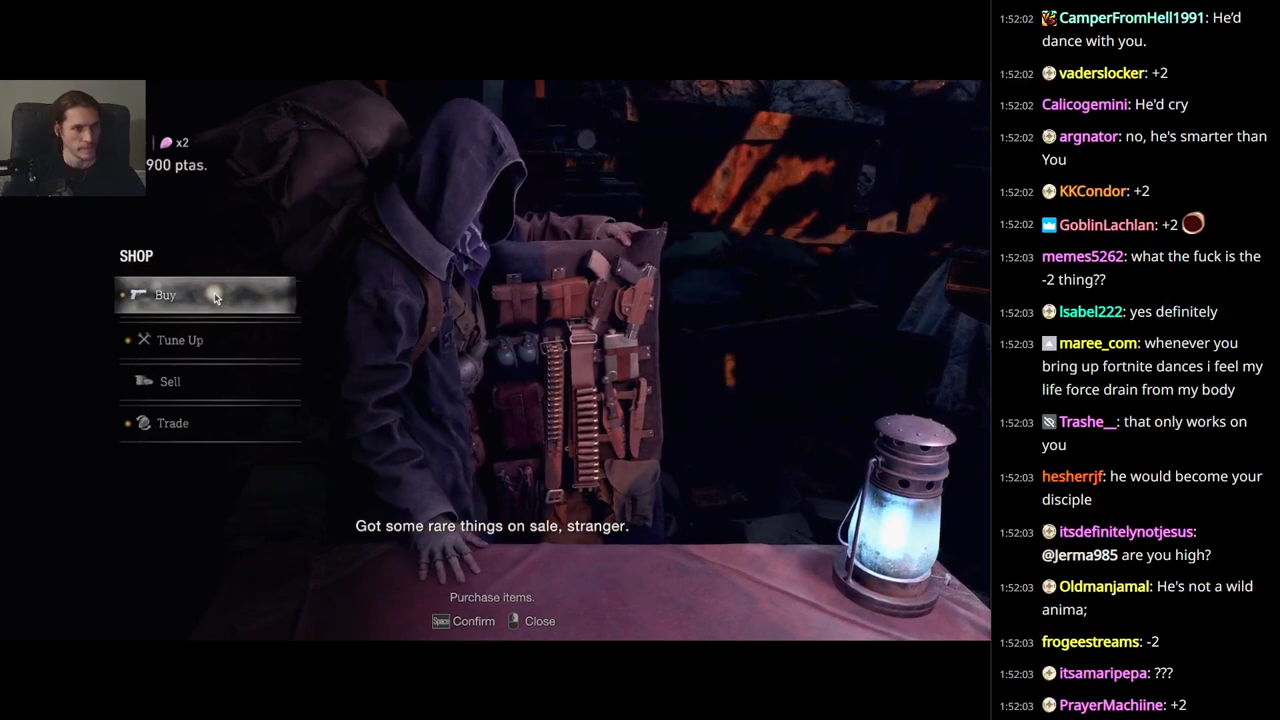 x2
900 ptas.
SHOP
Buy
Tune Up
Sell
Trade
Got some rare things on sale, stranger.
Purchase items.
Space Confirm Close
1:52:02 CamperFromHell1991: He'd
dance with you.
1:52:02 vaderslocker: +2
1:52:02 Calicogemini: He'd cry
1:52:02 argnator: no, he's smarter than
You
1:52:02 KKCondor: +2
1:52:02 GoblinLachlan: +2
1:52:03 memes5262: what the fuck is the
-2 thing??
1:52:03 Isabel222: yes definitely
1:52:03 maree_com: whenever you
bring up fortnite dances i feel my
life force drain from my body
1:52:03 Trashe__: that only works on
you
1:52:03 hesherrjf: he would become your
disciple
1:52:03 itsdefinitelynotjesus:
@Jerma985 are you high?
1:52:03 Oldmanjamal: He's not a wild
anima;
1:52:03 frogeestreams: -2
1:52:03 itsamaripepa: ???
1:52:03 PrayerMachiine: +2